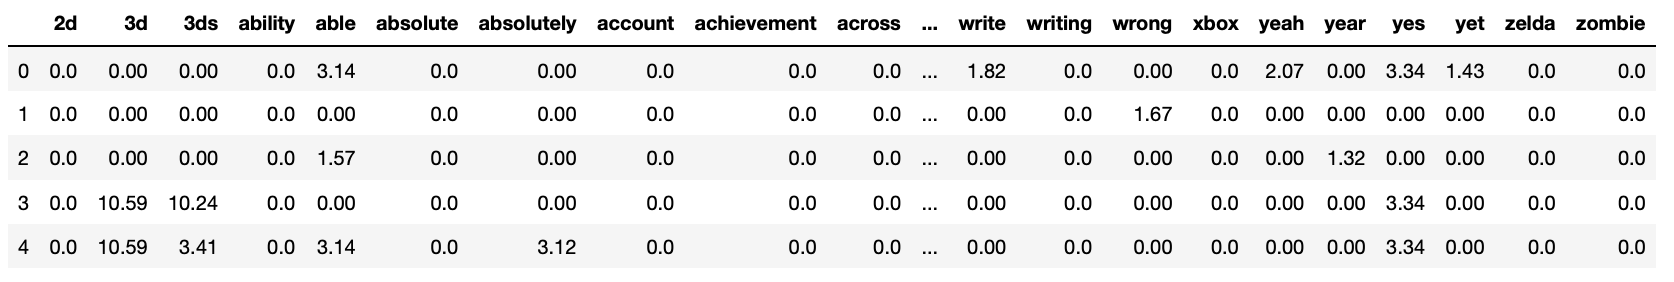 2d 3d 3ds ability able absolute absolutely account achievement across ... write writing wrong xbox yeah year yes yet zelda zombie
0 0.0 0.00 0.00 0.0 3.14 0.0 0.00 0.0 0.0 0.0 ... 1.82 0.0 0.00 0.0 2.07 0.00 3.34 1.43 0.0 0.0
1 0.0 0.00 0.00 0.0 0.00 0.0 0.00 0.0 0.0 0.0 ... 0.00 0.0 1.67 0.0 0.00 0.00 0.00 0.00 0.0 0.0
2 0.0 0.00 0.00 0.0 1.57 0.0 0.00 0.0 0.0 0.0 ... 0.00 0.0 0.00 0.0 0.00 1.32 0.00 0.00 0.0 0.0
3 0.0 10.59 10.24 0.0 0.00 0.0 0.00 0.0 0.0 0.0 ... 0.00 0.0 0.00 0.0 0.00 0.00 3.34 0.00 0.0 0.0
4 0.0 10.59 3.41 0.0 3.14 0.0 3.12 0.0 0.0 0.0 ... 0.00 0.0 0.00 0.0 0.00 0.00 3.34 0.00 0.0 0.0